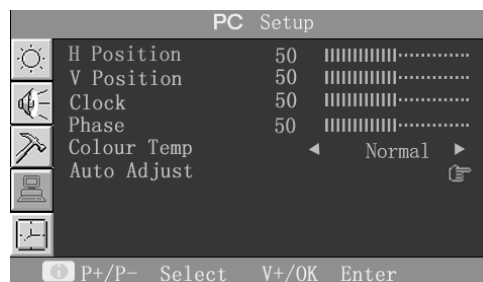 PC Setup
H Position 50
V Position 50
Clock 50
Phase 50
Colour Temp Normal
Auto Adjust
i P+/P- Select V+/OK Enter